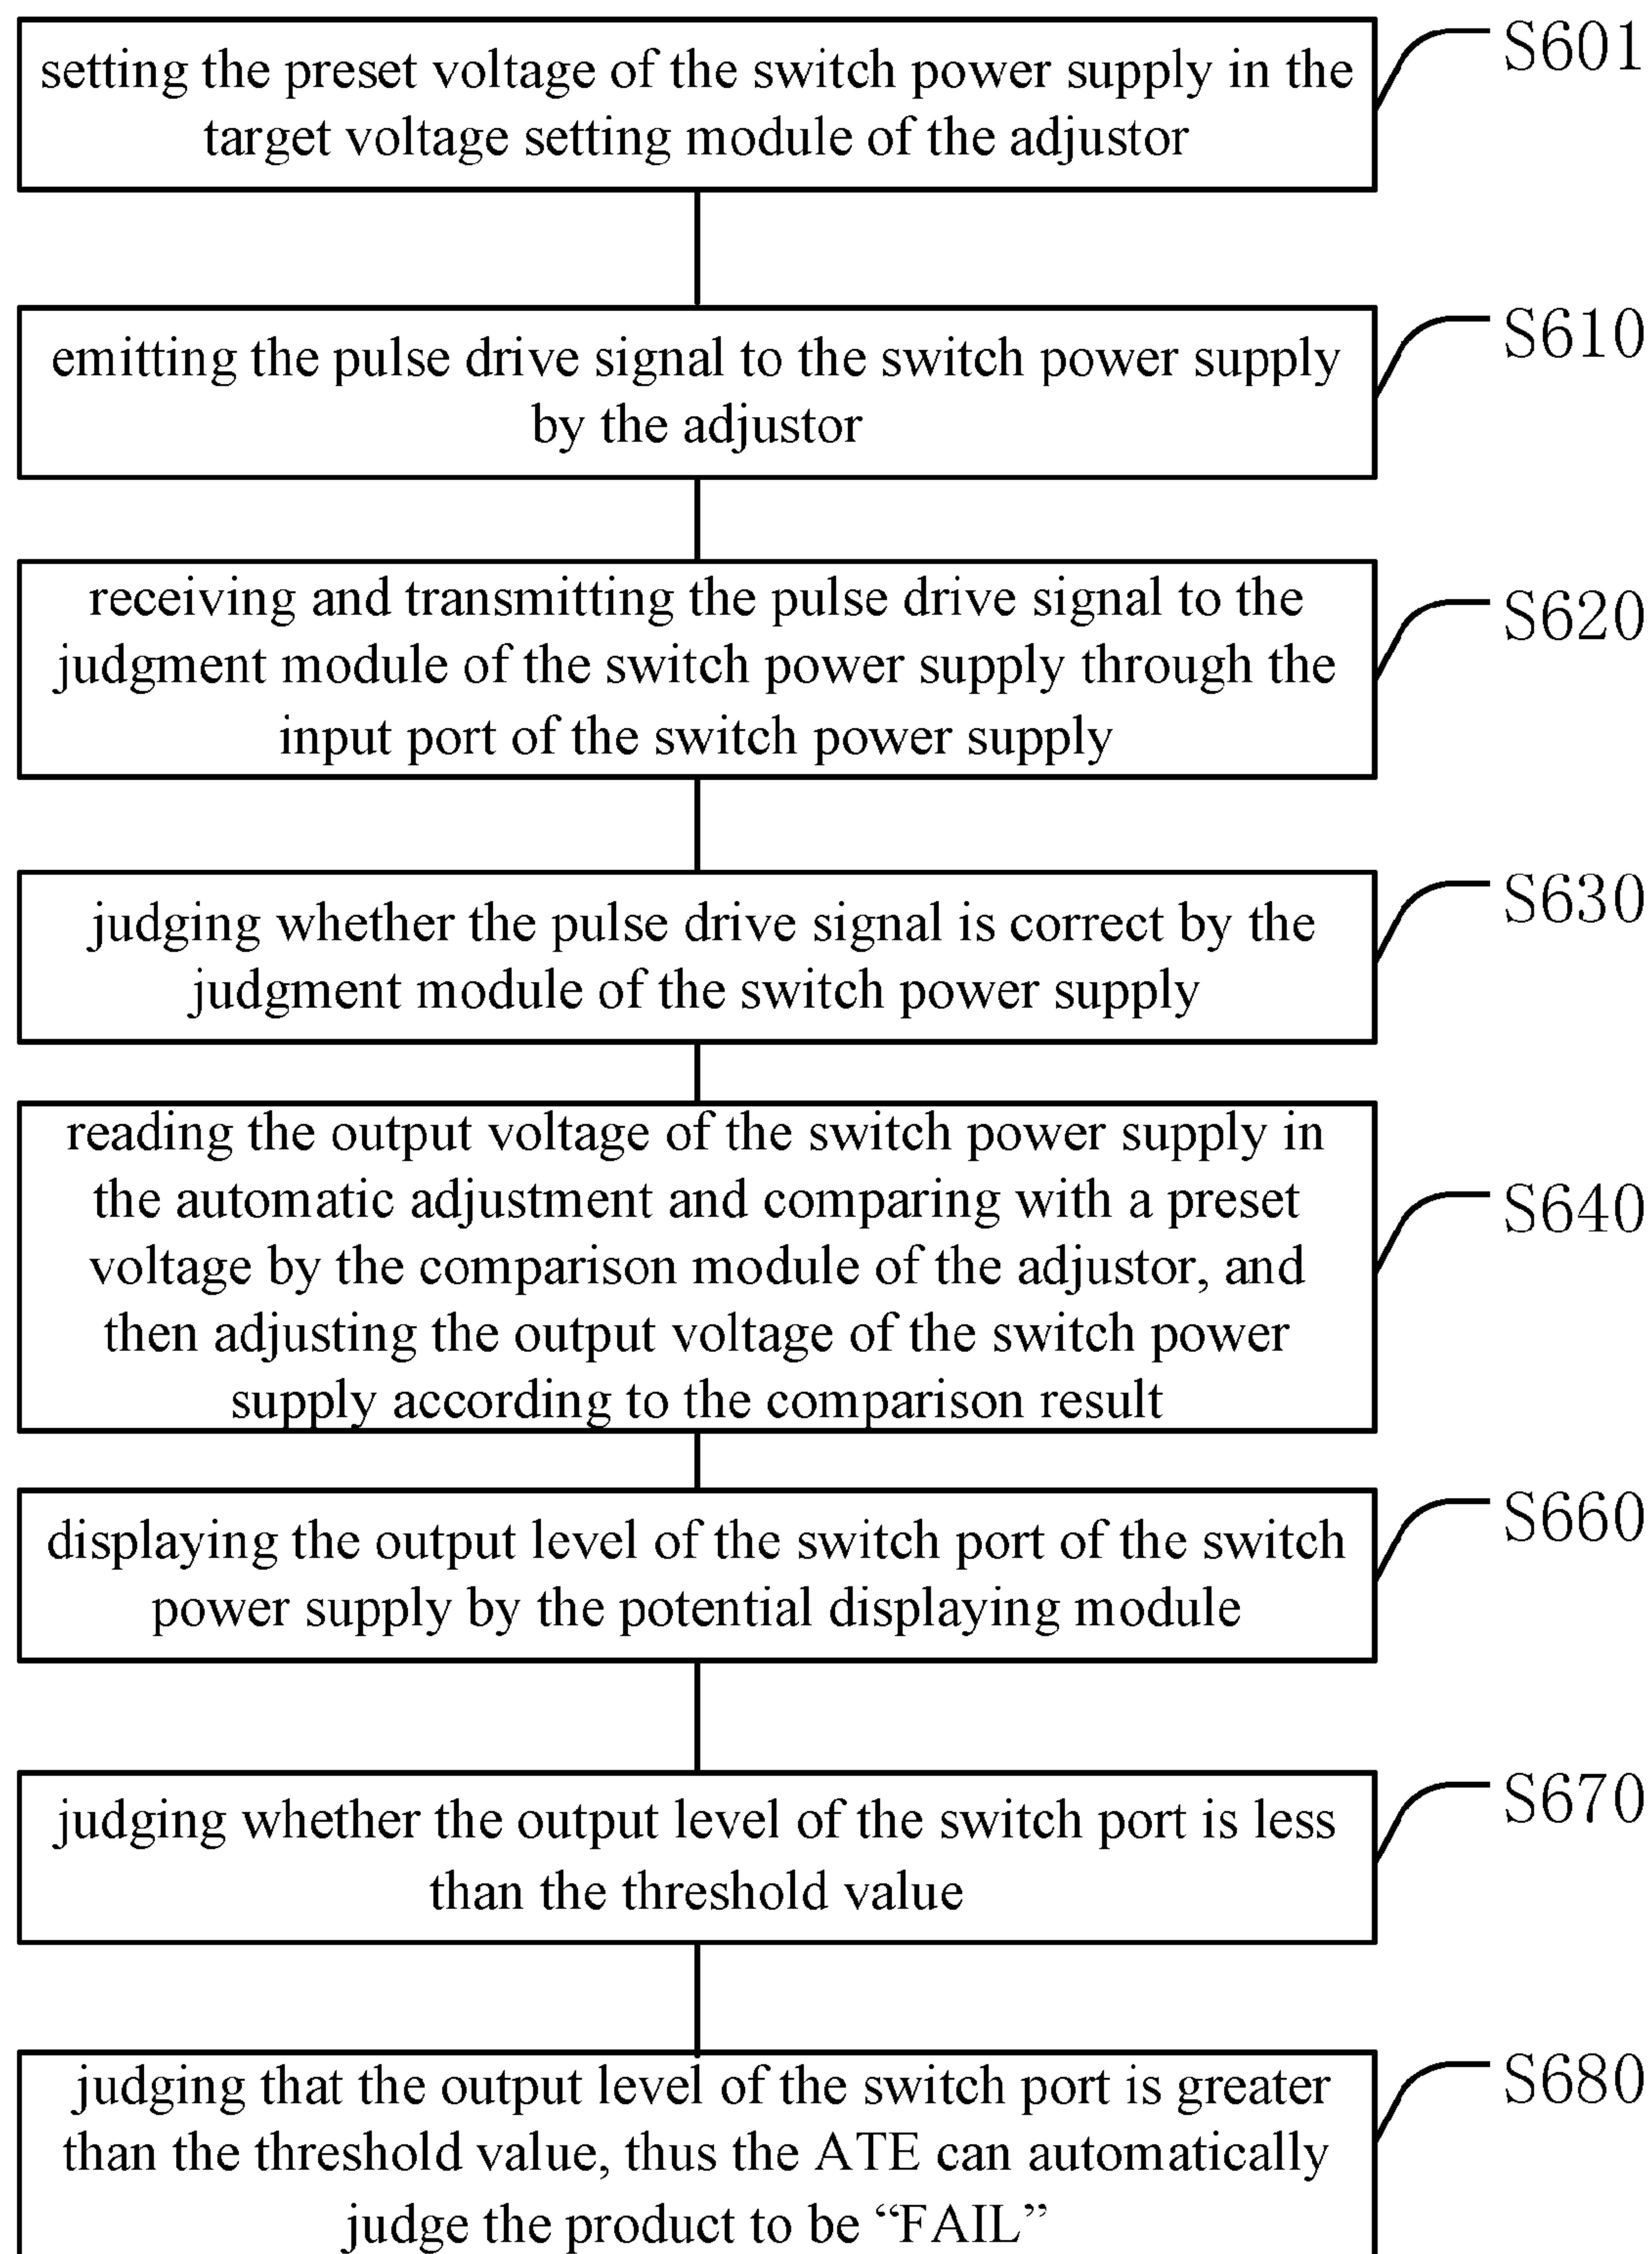 setting the preset voltage of the switch power supply in the
target voltage setting module of the adjustor
S601
emitting the pulse drive signal to the switch power supply
by the adjustor
S610
receiving and transmitting the pulse drive signal to the
judgment module of the switch power supply through the
input port of the switch power supply
S620
judging whether the pulse drive signal is correct by the
judgment module of the switch power supply
S630
reading the output voltage of the switch power supply in
the automatic adjustment and comparing with a preset
voltage by the comparison module of the adjustor, and
then adjusting the output voltage of the switch power
supply according to the comparison result
S640
displaying the output level of the switch port of the switch
power supply by the potential displaying module
S660
judging whether the output level of the switch port is less
than the threshold value
S670
judging that the output level of the switch port is greater
than the threshold value, thus the ATE can automatically
judge the product to be “FAIL”
S680